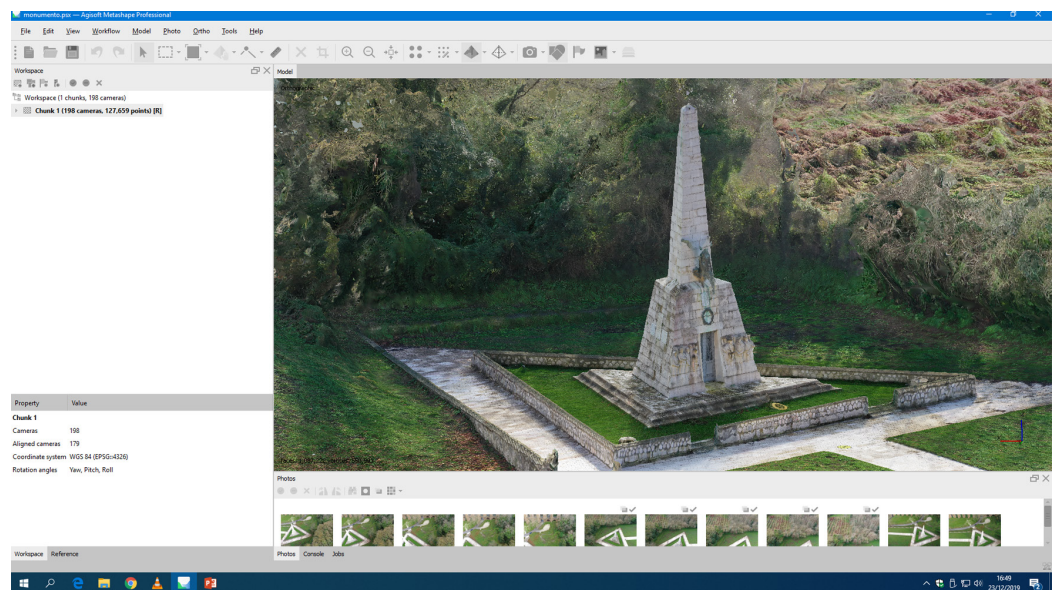 monumento.psx — Agisoft Metashape Professional
File Edit View Workflow Model Photo Ortho Tools Help
Workspace
Model
Workspace (1 chunks, 198 cameras)
Chunk 1 (198 cameras, 127,659 points) [R]
Property Value
Chunk 1
Cameras 198
Aligned cameras 179
Coordinate system WGS 84 (EPSG::4326)
Rotation angles Yaw, Pitch, Roll
Photos
Workspace Reference
Photos Console Jobs
16:49
23/12/2019